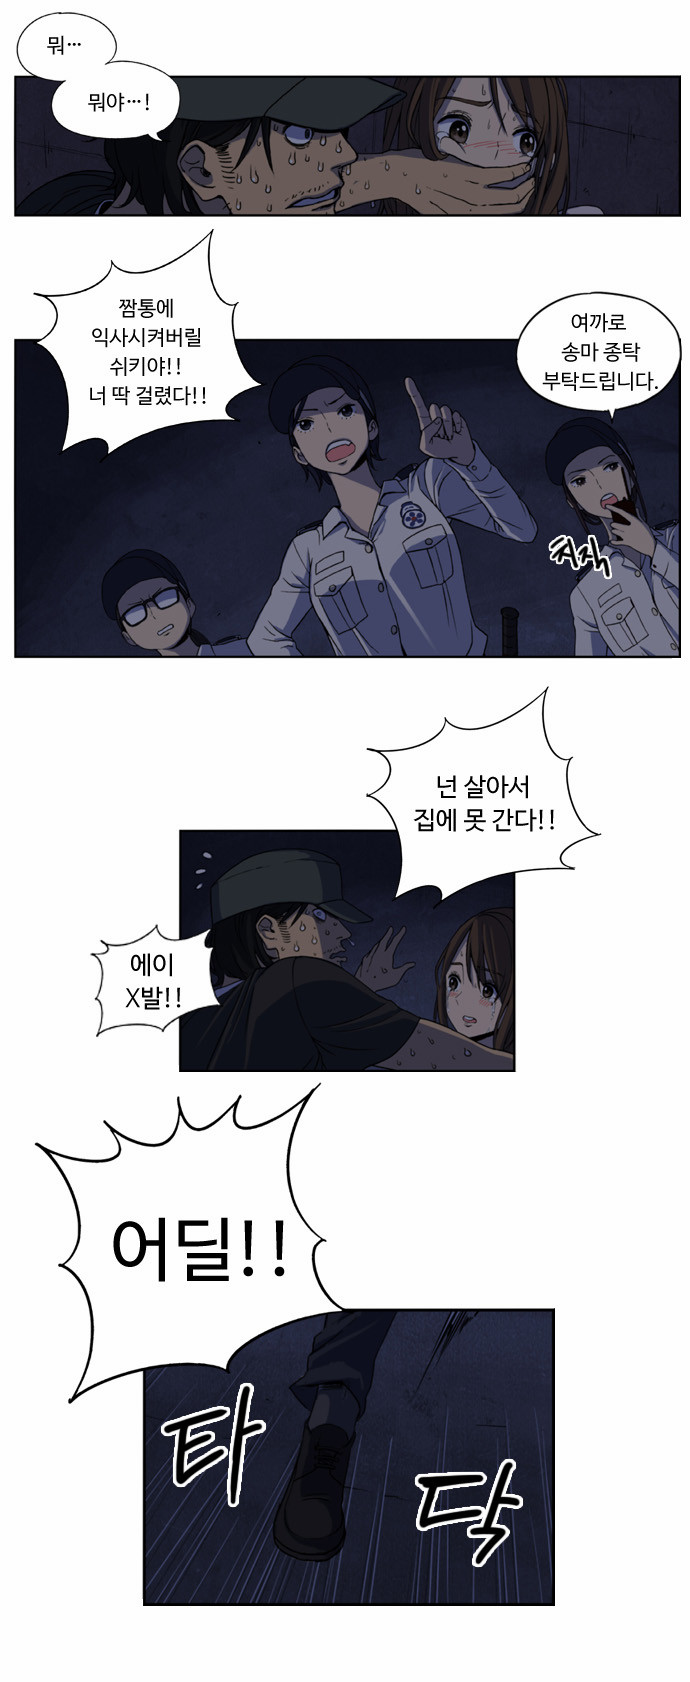 뭐…
뭐야…!
짬통에
익사시켜버릴
쉬키야!!
너 딱 걸렸다!!
여까로
송마 종탁
부탁드립니다.
치직
넌 살아서
집에 못 간다!!
에이
X발!!
어딜!!
타
닥